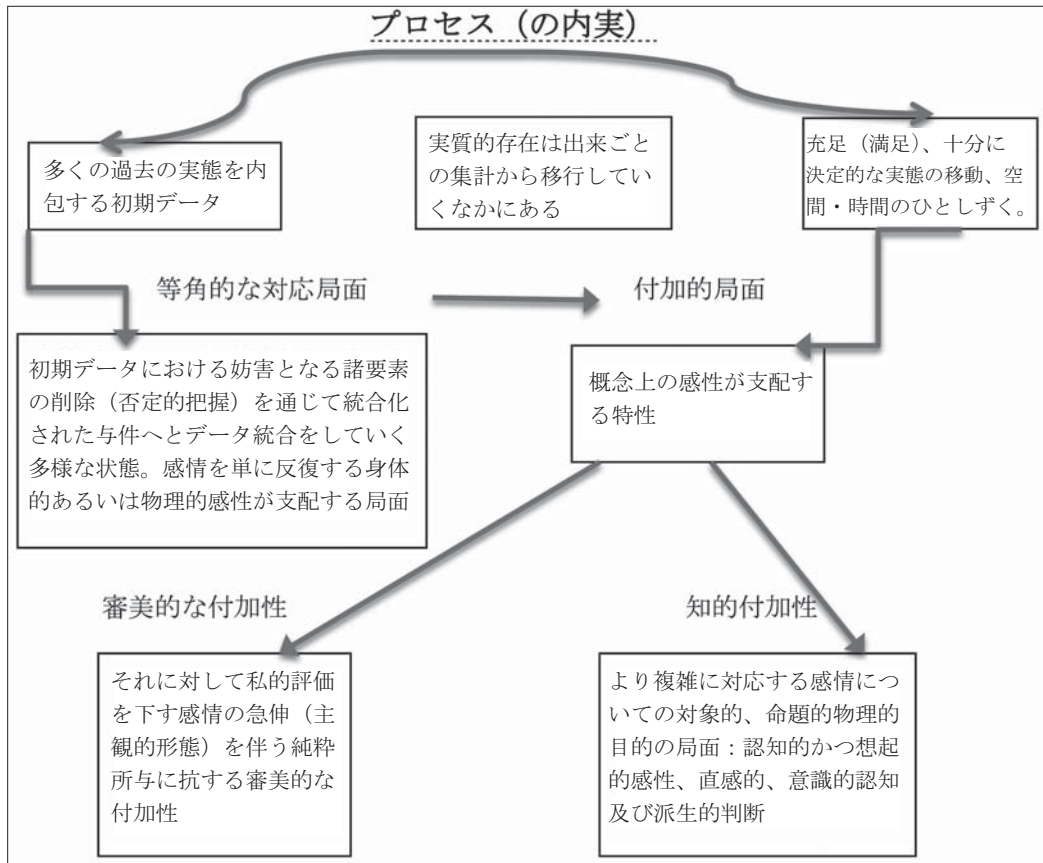 プロセス（の内実）
多くの過去の実態を内
包する初期データ
実質的存在は出来ごと
の集計から移行してい
くなかにある
充足（満足）、十分に
決定的な実態の移動、空
間・時間のひとしずく。
等角的な対応局面
付加的局面
初期データにおける妨害となる諸要素
の削除（否定的把握）を通じて統合化
された与件へとデータ統合をしていく
多様な状態。感情を単に反復する身体
的あるいは物理的感性が支配する局面
概念上の感性が支配す
る特性
審美的な付加性
知的付加性
それに対して私的評価
を下す感情の急伸（主
観的形態）を伴う純粋
所与に抗する審美的な
付加性
より複雑に対応する感情につ
いての対象的、命題的物理的
目的の局面：認知的かつ想起
的感性、直感的、意識的認知
及び派生的判断